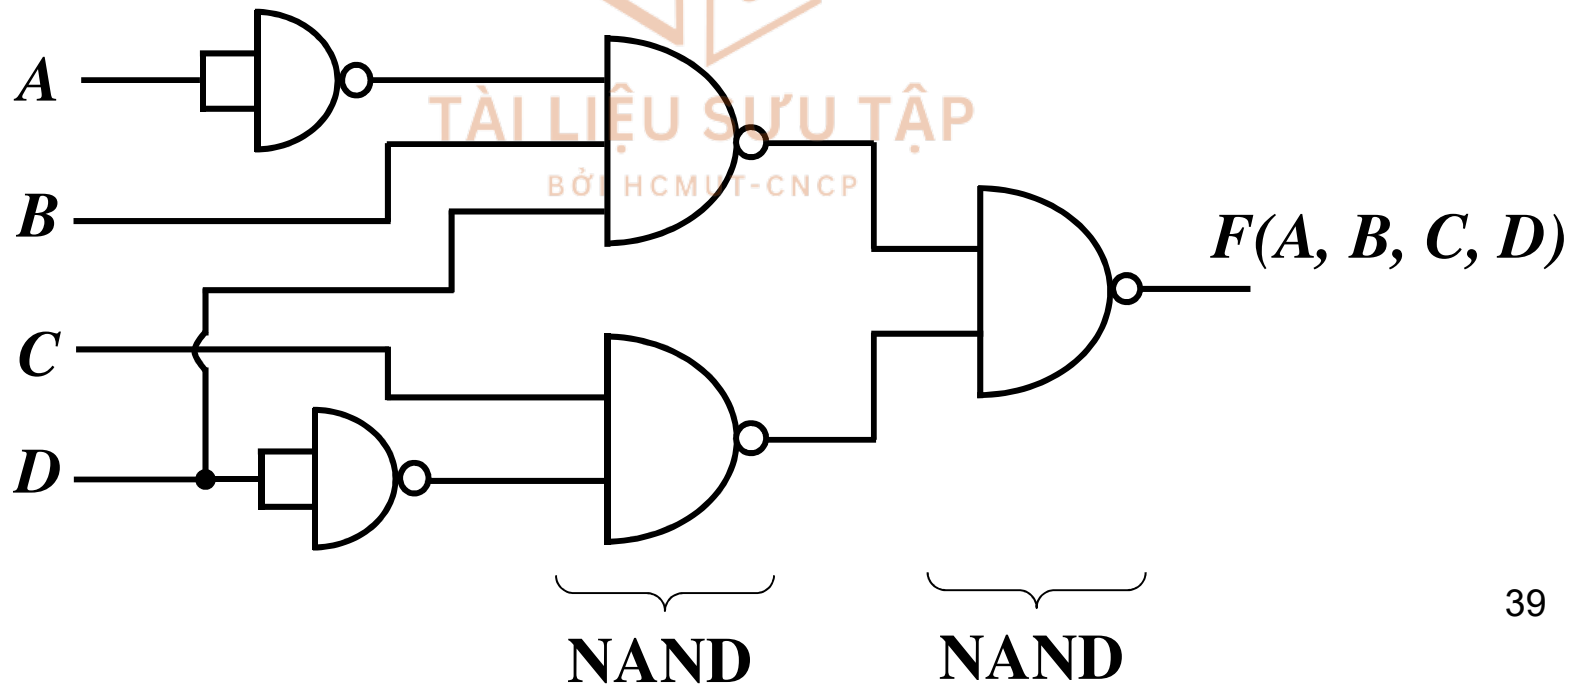 A
TÀI LIỆU SƯU TẬP
BỞI HCMUT-CNCP
B
F(A, B, C, D)
C
D
NAND
NAND
39